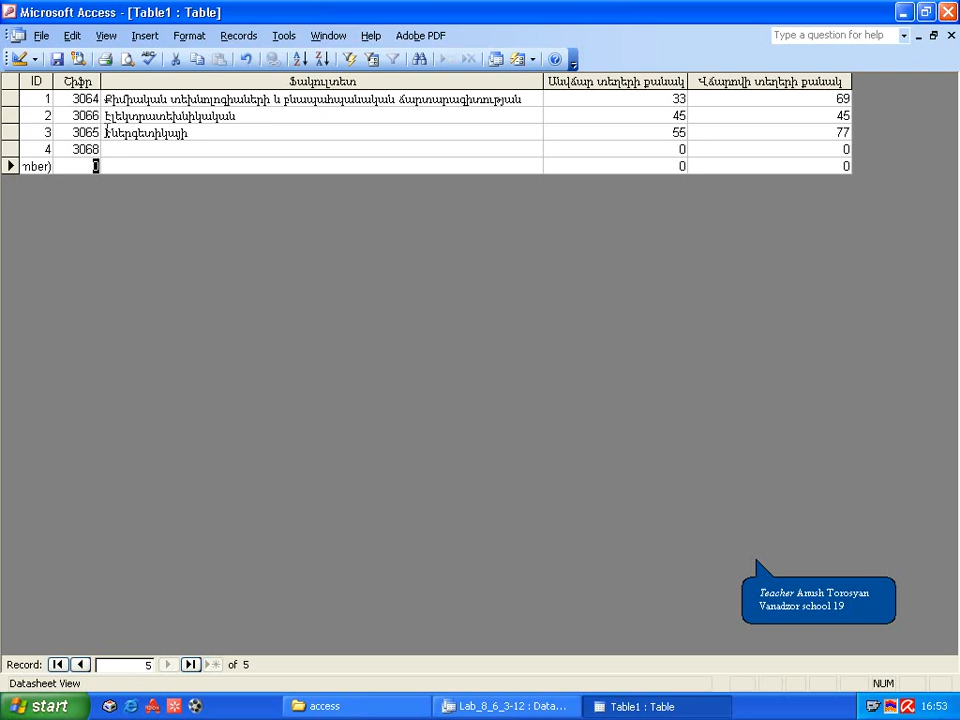 Microsoft Access - [Table1 : Table]
File Edit View Insert Format Records Tools Window Help Adobe PDF Type a question for help
ID Շիֆր Ֆակուլտետ Անվճար տեղերի քանակ Վճարովի տեղերի քանակ
1 3064 Քիմիական տեխնոլոգիաների և բնապահպանական ճարտարագիտության 33 69
2 3066 Էլեկտրատեխնիկական 45 45
3 3065 Էներգետիկայի 55 77
4 3068 0 0
mber) 0 0 0
Teacher Anush Torosyan
Vanadzor school 19
Record: 5 of 5
Datasheet View NUM
start access Lab_8_6_3-12 : Data... Table1 : Table 16:53